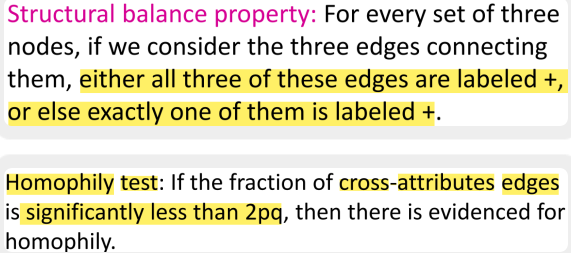 Structural balance property: For every set of three
nodes, if we consider the three edges connecting
them, either all three of these edges are labeled +,
or else exactly one of them is labeled +.
Homophily test: If the fraction of cross-attributes edges
is significantly less than 2pq, then there is evidenced for
homophily.